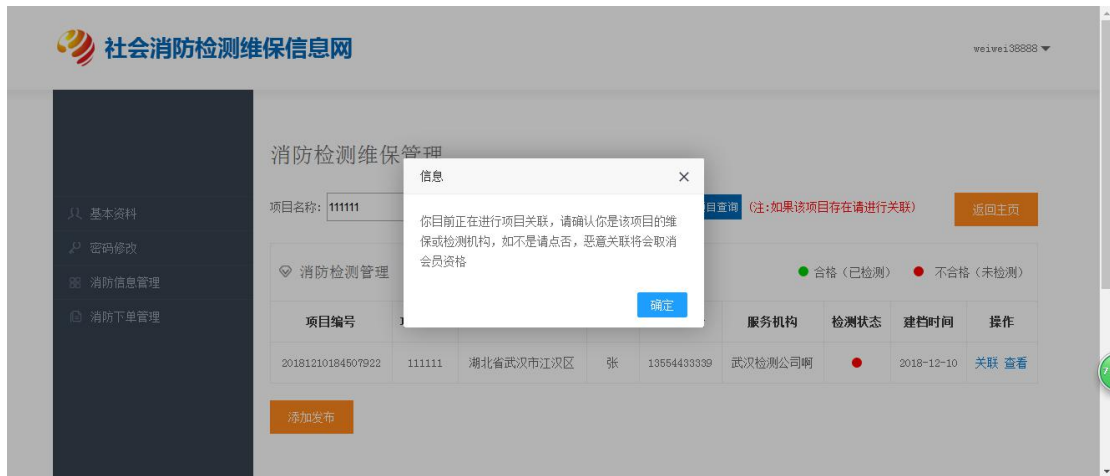 社会消防检测维保信息网
weiwei38888
消防检测维保管理
信息
项目名称: 111111
目查询 (注:如果该项目存在请进行关联)
返回主页
你目前正在进行项目关联，请确认你是该项目的维
保或检测机构，如不是请点否，恶意关联将会取消
会员资格
确定
基本资料
密码修改
消防信息管理
消防下单管理
消防检测管理
合格（已检测） 不合格（未检测）
项目编号 服务机构 检测状态 建档时间 操作
20181210184507922 111111 湖北省武汉市江汉区 张 13554433339 武汉检测公司啊 2018-12-10 关联 查看
添加发布